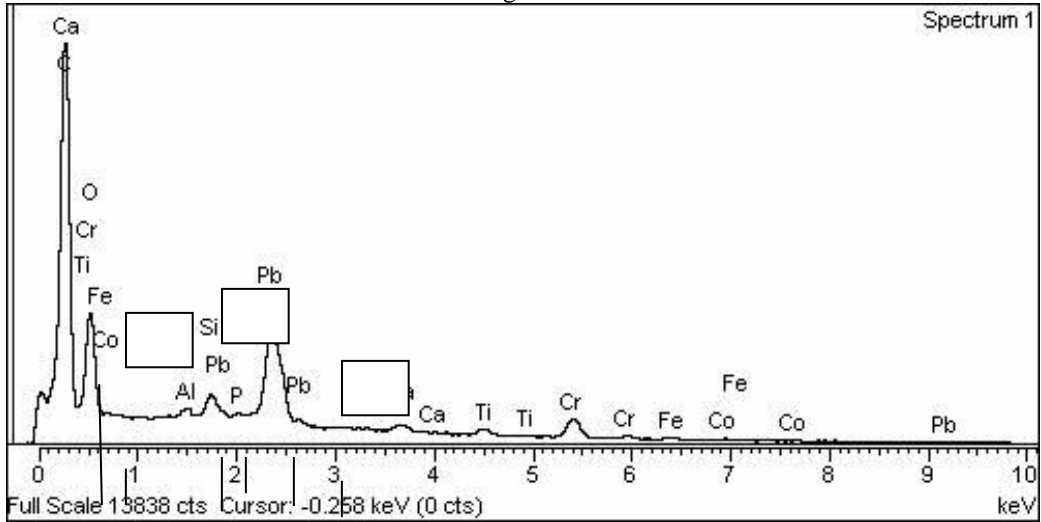 Spectrum 1
Ca
C
O
Cr
Ti
Fe
Co
Al
Si
Pb
P
Pb
Pb
Ca
Ti
Ti
Cr
Cr
Fe
Fe
Co
Co
Pb
0 1 2 3 4 5 6 7 8 9 10
Full Scale 13838 cts Cursor: -0.258 keV (0 cts) keV